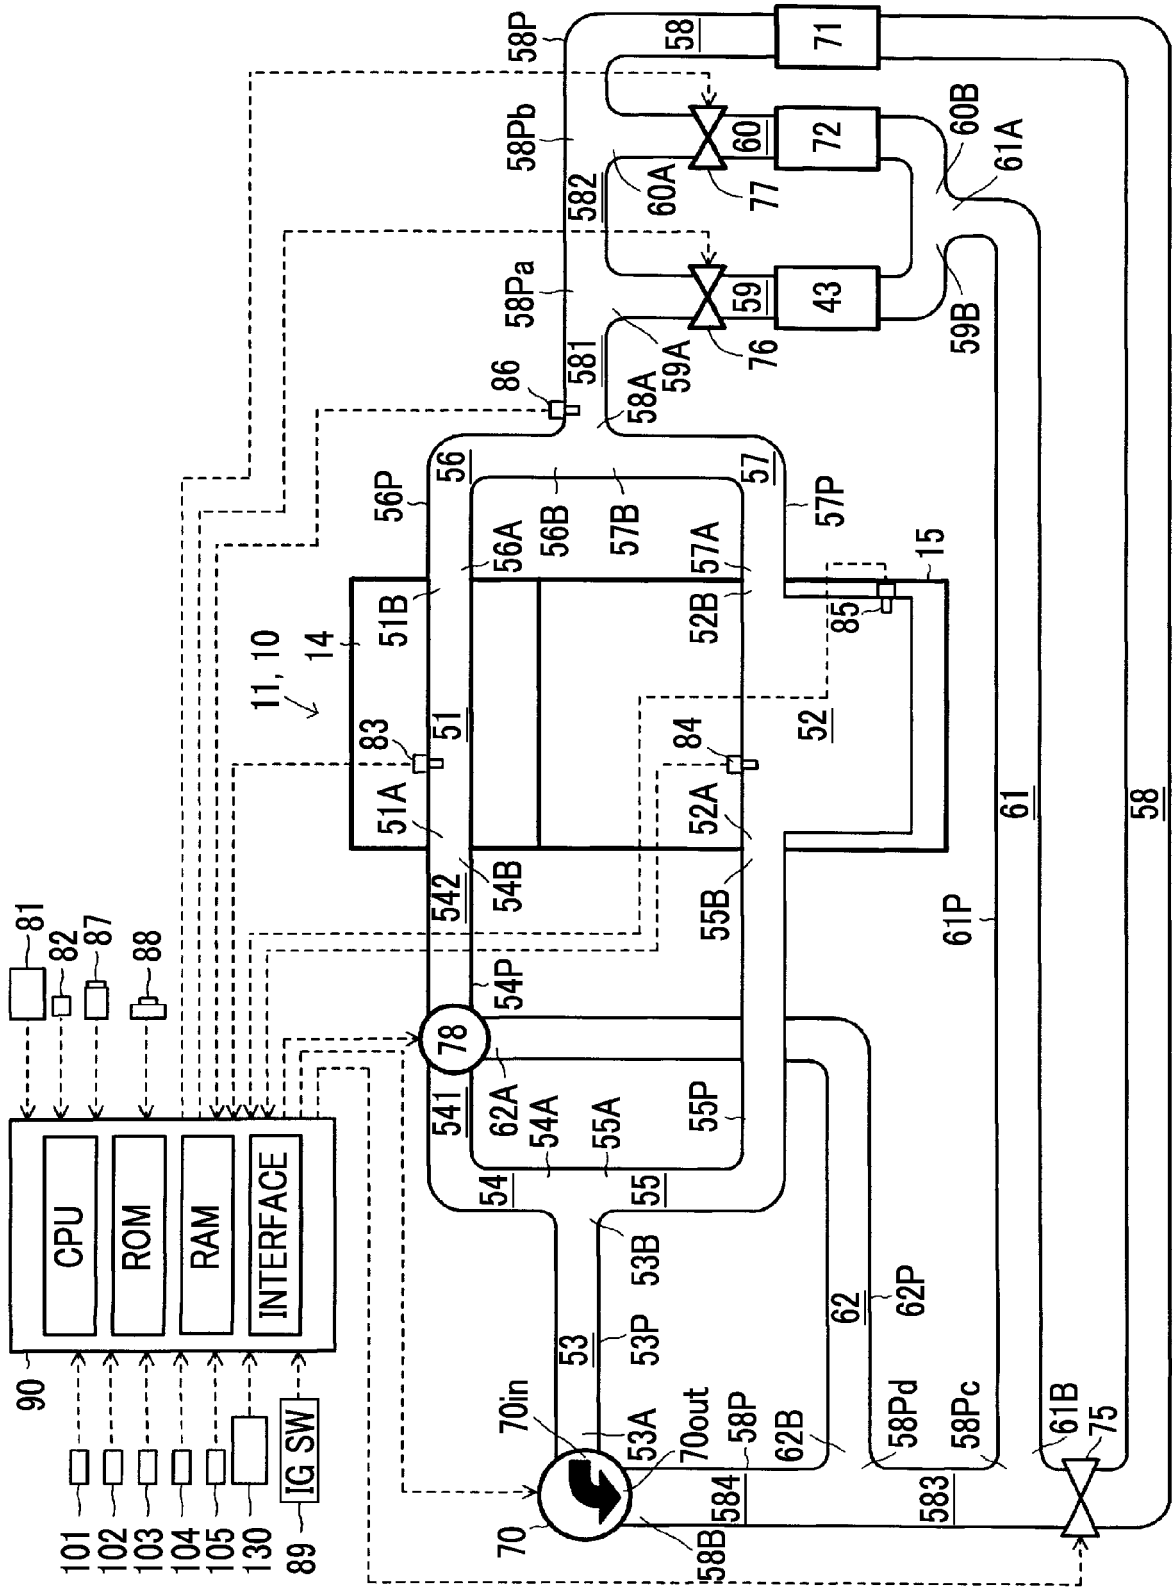 81
82
87
88
CPU
ROM
RAM
INTERFACE
90
101
102
103
104
105
130
IG SW
89
11, 10
14
83
51A
51
51B
56A
56P
56
56B
57B
57
57A
57P
15
85
52B
52
84
52A
55B
54B
542
54P
78
541
62A
54A
55A
54
55
55P
53B
53
53P
53A
70in
70out
70
58B
584
58P
62B
62
62P
58Pd
583
58Pc
61B
75
61P
61
58
86
581
58A
59A
58Pa
582
60A
58Pb
58P
58
71
60
72
77
59
43
76
60B
61A
59B